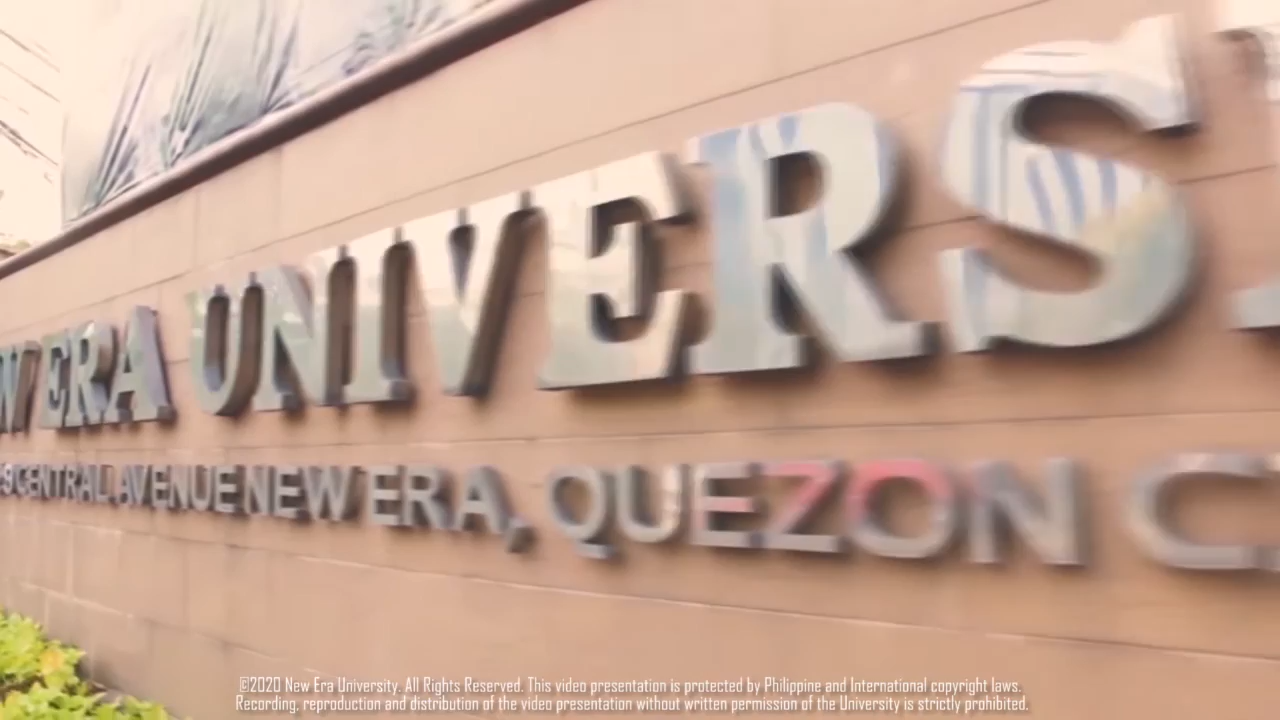 W ERA UNIVERS
9 CENTRAL AVENUE NEW ERA, QUEZON C
©2020 New Era University. All Rights Reserved. This video presentation is protected by Philippine and International copyright laws.
Recording, reproduction and distribution of the video presentation without written permission of the University is strictly prohibited.